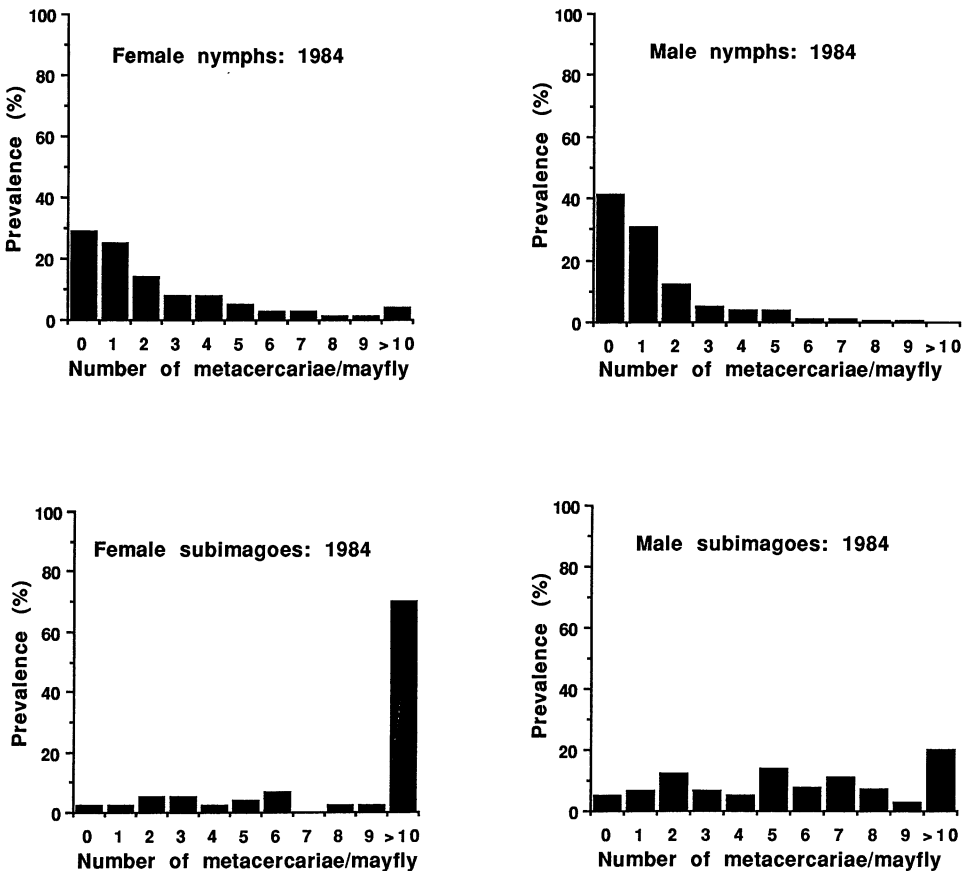 Female nymphs: 1984
Prevalence (%)
100
80
60
40
20
0
0 1 2 3 4 5 6 7 8 9 >10
Number of metacercariae/mayfly
Male nymphs: 1984
Prevalence (%)
100
80
60
40
20
0
0 1 2 3 4 5 6 7 8 9 >10
Number of metacercariae/mayfly
Female subimagoes: 1984
Prevalence (%)
100
80
60
40
20
0
0 1 2 3 4 5 6 7 8 9 >10
Number of metacercariae/mayfly
Male subimagoes: 1984
Prevalence (%)
100
80
60
40
20
0
0 1 2 3 4 5 6 7 8 9 >10
Number of metacercariae/mayfly